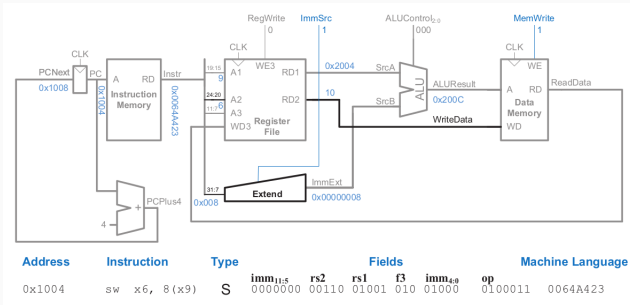 RegWrite ImmSrc ALUControl2:0 MemWrite
0 1 000 1
CLK CLK CLK
PCNext PC Instr
0x1008 0x1004 0x0064A423
A RD
Instruction
Memory
19:15 A1 WE3 RD1 0x2004 SrcA
9
24:20 A2 RD2 10 SrcB
6
11:7 A3
WD3 Register
File
ALU ALUResult
0x200C
WE
A RD ReadData
Data
Memory
WD
WriteData
31:7 Extend ImmExt
0x008 0x00000008
+ PCPlus4
4
Address Instruction Type Fields Machine Language
imm11:5 rs2 rs1 f3 imm4:0 op
0x1004 sw x6, 8(x9) S 0000000 00110 01001 010 01000 0100011 0064A423